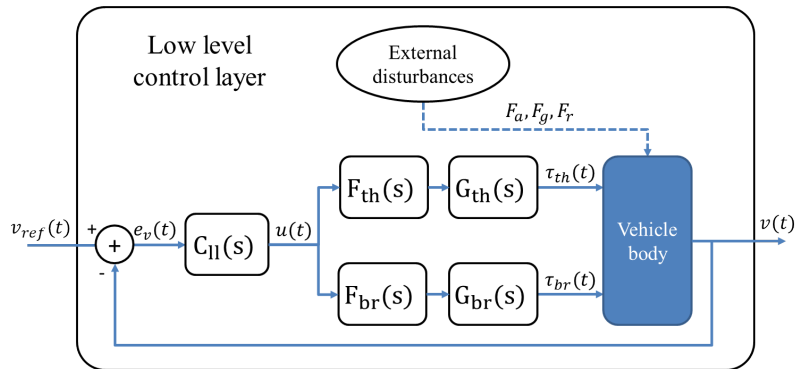 Low level
control layer
External
disturbances
F_a, F_g, F_r
F_th(s)
G_th(s)
τ_th(t)
v_ref(t)
+
+
-
e_v(t)
C_ll(s)
u(t)
Vehicle
body
v(t)
F_br(s)
G_br(s)
τ_br(t)